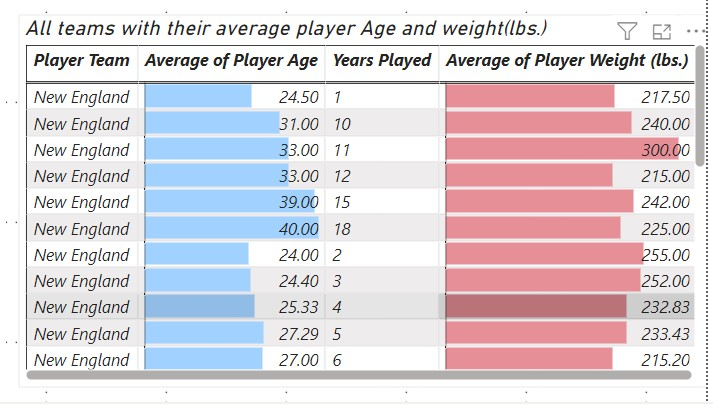 All teams with their average player Age and weight(lbs.)
Player Team Average of Player Age Years Played Average of Player Weight (lbs.)
New England 24.50 1 217.50
New England 31.00 10 240.00
New England 33.00 11 300.00
New England 33.00 12 215.00
New England 39.00 15 242.00
New England 40.00 18 225.00
New England 24.00 2 255.00
New England 24.40 3 252.00
New England 25.33 4 232.83
New England 27.29 5 233.43
New England 27.00 6 215.20